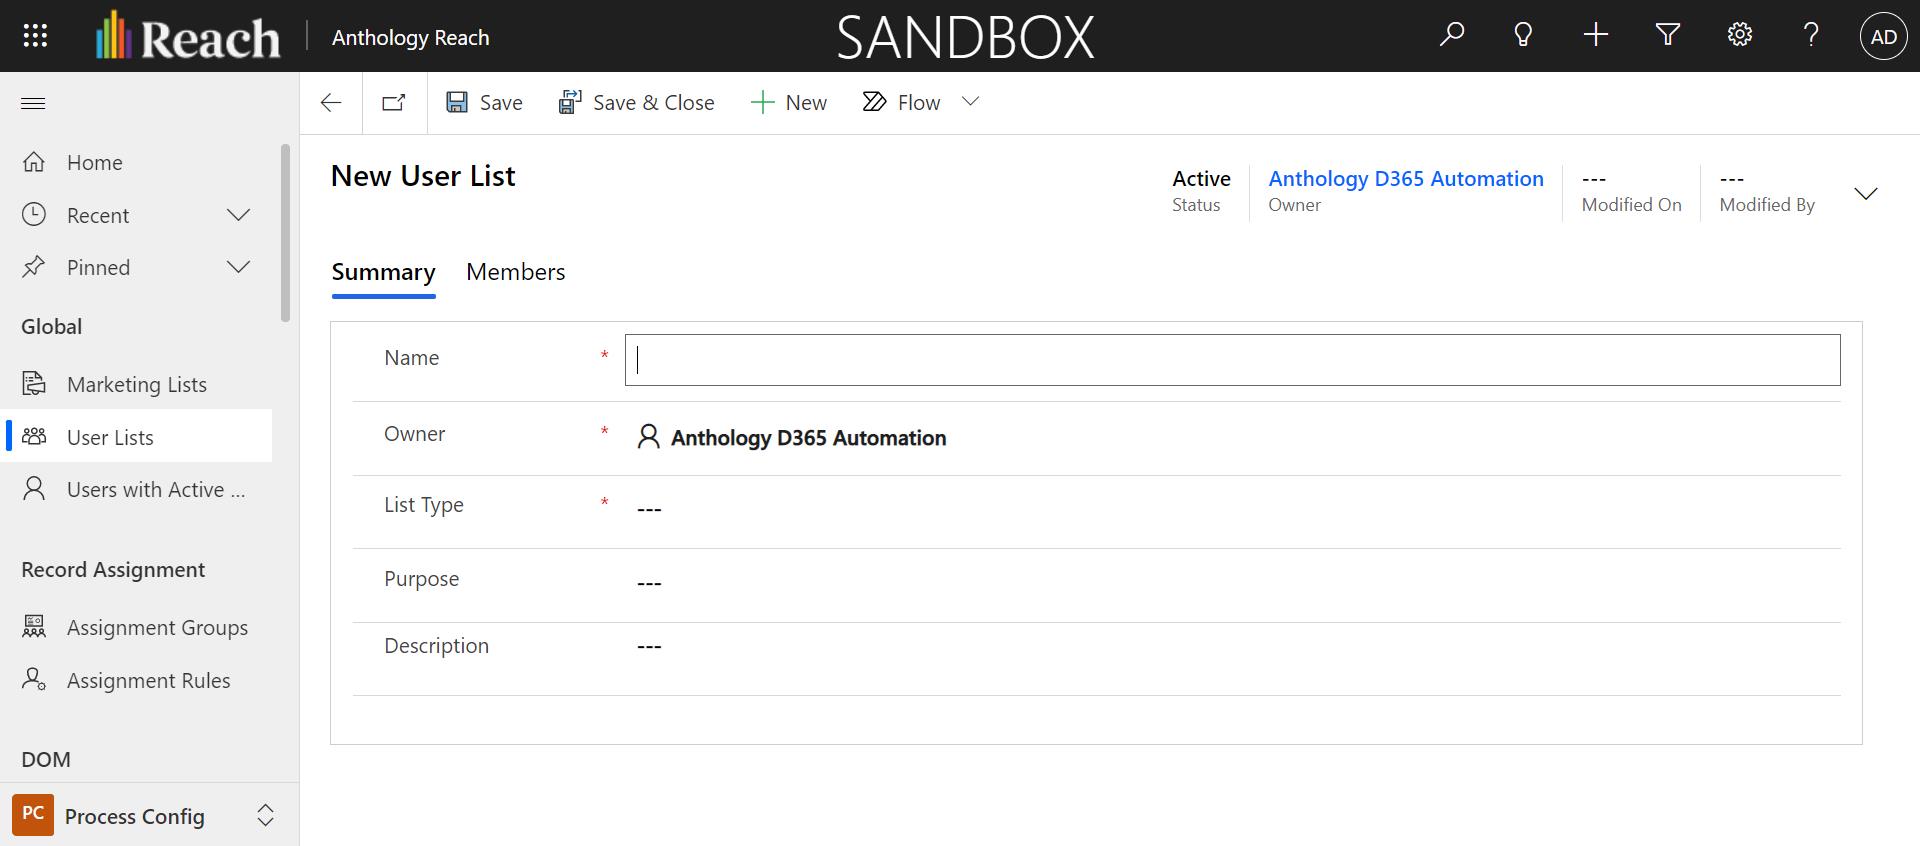 Reach
Anthology Reach
SANDBOX
AD
Save
Save & Close
New
Flow
Home
Recent
Pinned
Global
Marketing Lists
User Lists
Users with Active ...
Record Assignment
Assignment Groups
Assignment Rules
DOM
PC
Process Config
New User List
Active
Status
Anthology D365 Automation
Owner
---
Modified On
---
Modified By
Summary
Members
Name *
Owner * Anthology D365 Automation
List Type * ---
Purpose ---
Description ---